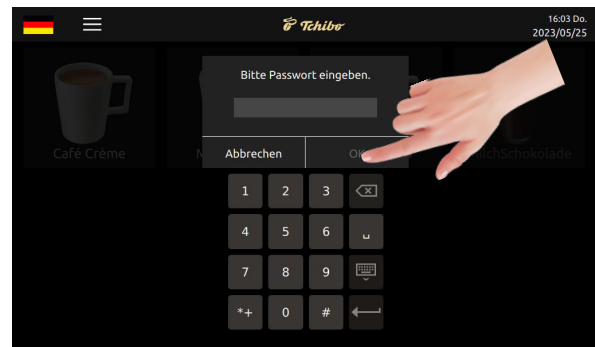 Tchibo
16:03 Do.
2023/05/25
Bitte Passwort eingeben.
Abbrechen
Café Crème
1 2 3
4 5 6
7 8 9
*+ 0 #